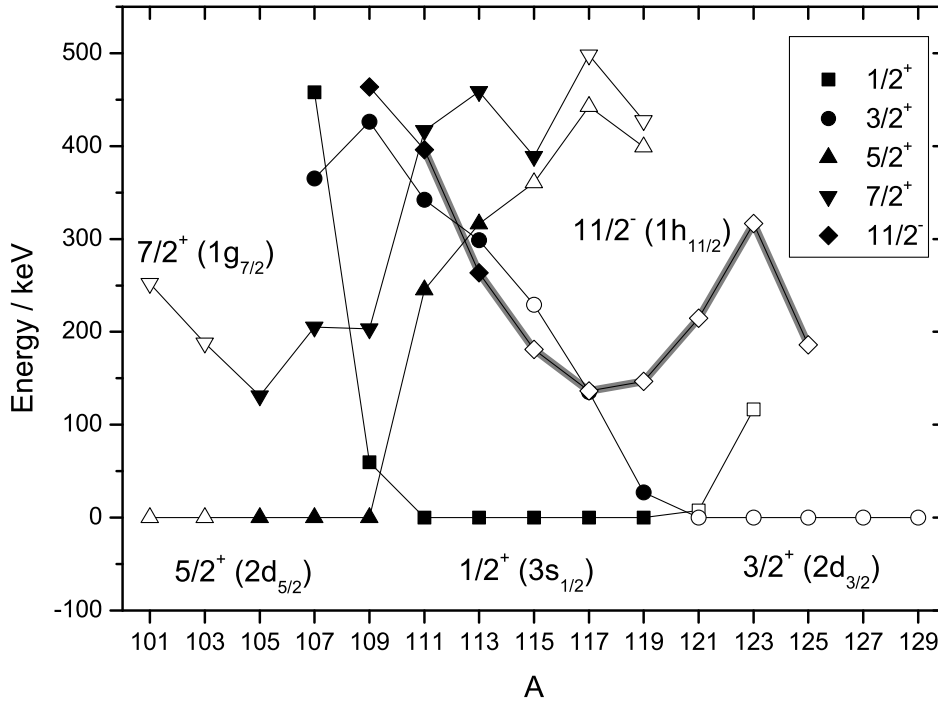 Energy / keV
500
400
300
200
100
0
-100
1/2⁺
3/2⁺
5/2⁺
7/2⁺
11/2⁻
7/2⁺ (1g₇/₂)
11/2⁻ (1h₁₁/₂)
5/2⁺ (2d₅/₂)
1/2⁺ (3s₁/₂)
3/2⁺ (2d₃/₂)
101 103 105 107 109 111 113 115 117 119 121 123 125 127 129
A